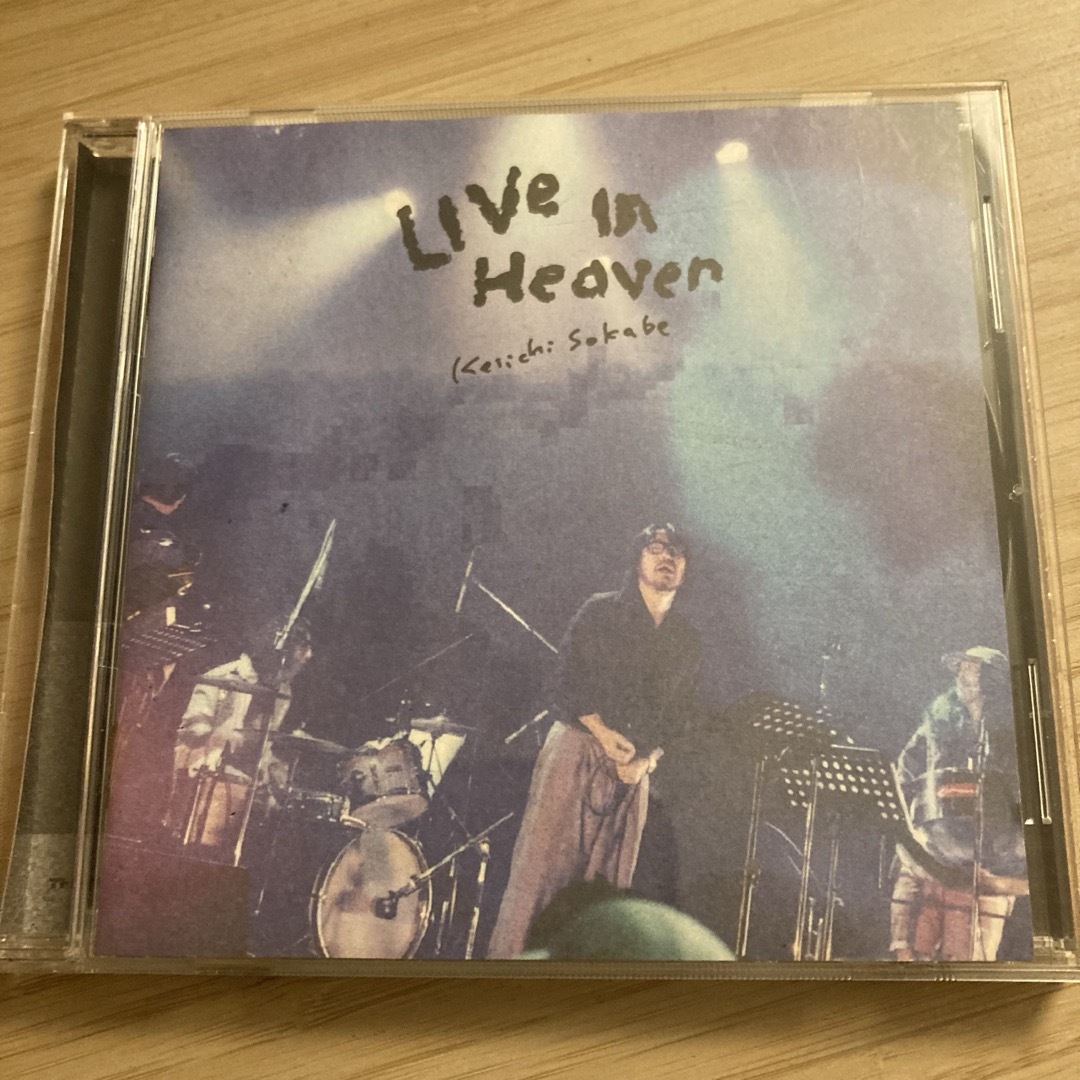 LIVe In
Heaven
Keiichi Sokabe